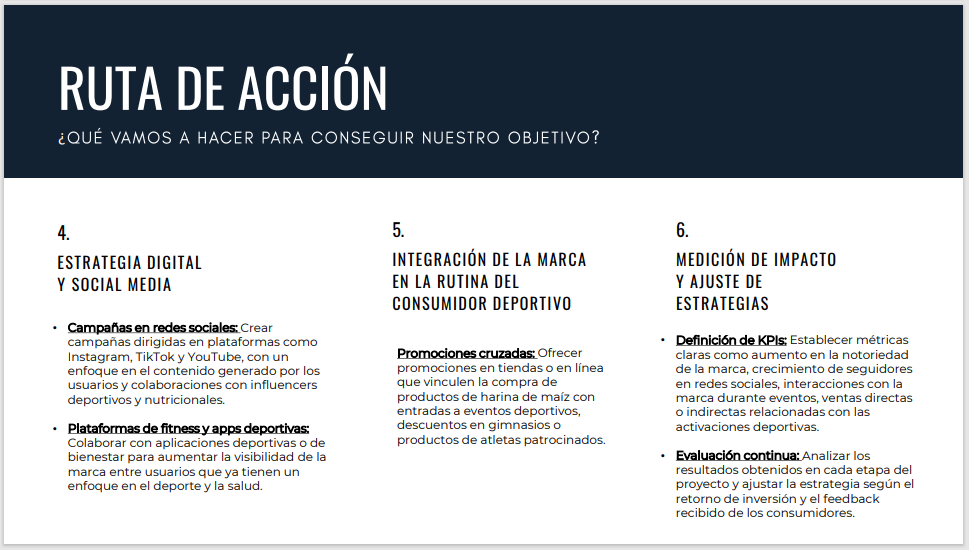 RUTA DE ACCIÓN
¿QUÉ VAMOS A HACER PARA CONSEGUIR NUESTRO OBJETIVO?
4.
ESTRATEGIA DIGITAL
Y SOCIAL MEDIA
• Campañas en redes sociales: Crear
campañas dirigidas en plataformas como
Instagram, TikTok y YouTube, con un
enfoque en el contenido generado por los
usuarios y colaboraciones con influencers
deportivos y nutricionales.
• Plataformas de fitness y apps deportivas:
Colaborar con aplicaciones deportivas o de
bienestar para aumentar la visibilidad de la
marca entre usuarios que ya tienen un
enfoque en el deporte y la salud.
5.
INTEGRACIÓN DE LA MARCA
EN LA RUTINA DEL
CONSUMIDOR DEPORTIVO
Promociones cruzadas: Ofrecer
promociones en tiendas o en línea
que vinculen la compra de
productos de harina de maíz con
entradas a eventos deportivos,
descuentos en gimnasios o
productos de atletas patrocinados.
6.
MEDICIÓN DE IMPACTO
Y AJUSTE DE
ESTRATEGIAS
• Definición de KPIs: Establecer métricas
claras como aumento en la notoriedad
de la marca, crecimiento de seguidores
en redes sociales, interacciones con la
marca durante eventos, ventas directas
o indirectas relacionadas con las
activaciones deportivas.
• Evaluación continua: Analizar los
resultados obtenidos en cada etapa del
proyecto y ajustar la estrategia según el
retorno de inversión y el feedback
recibido de los consumidores.